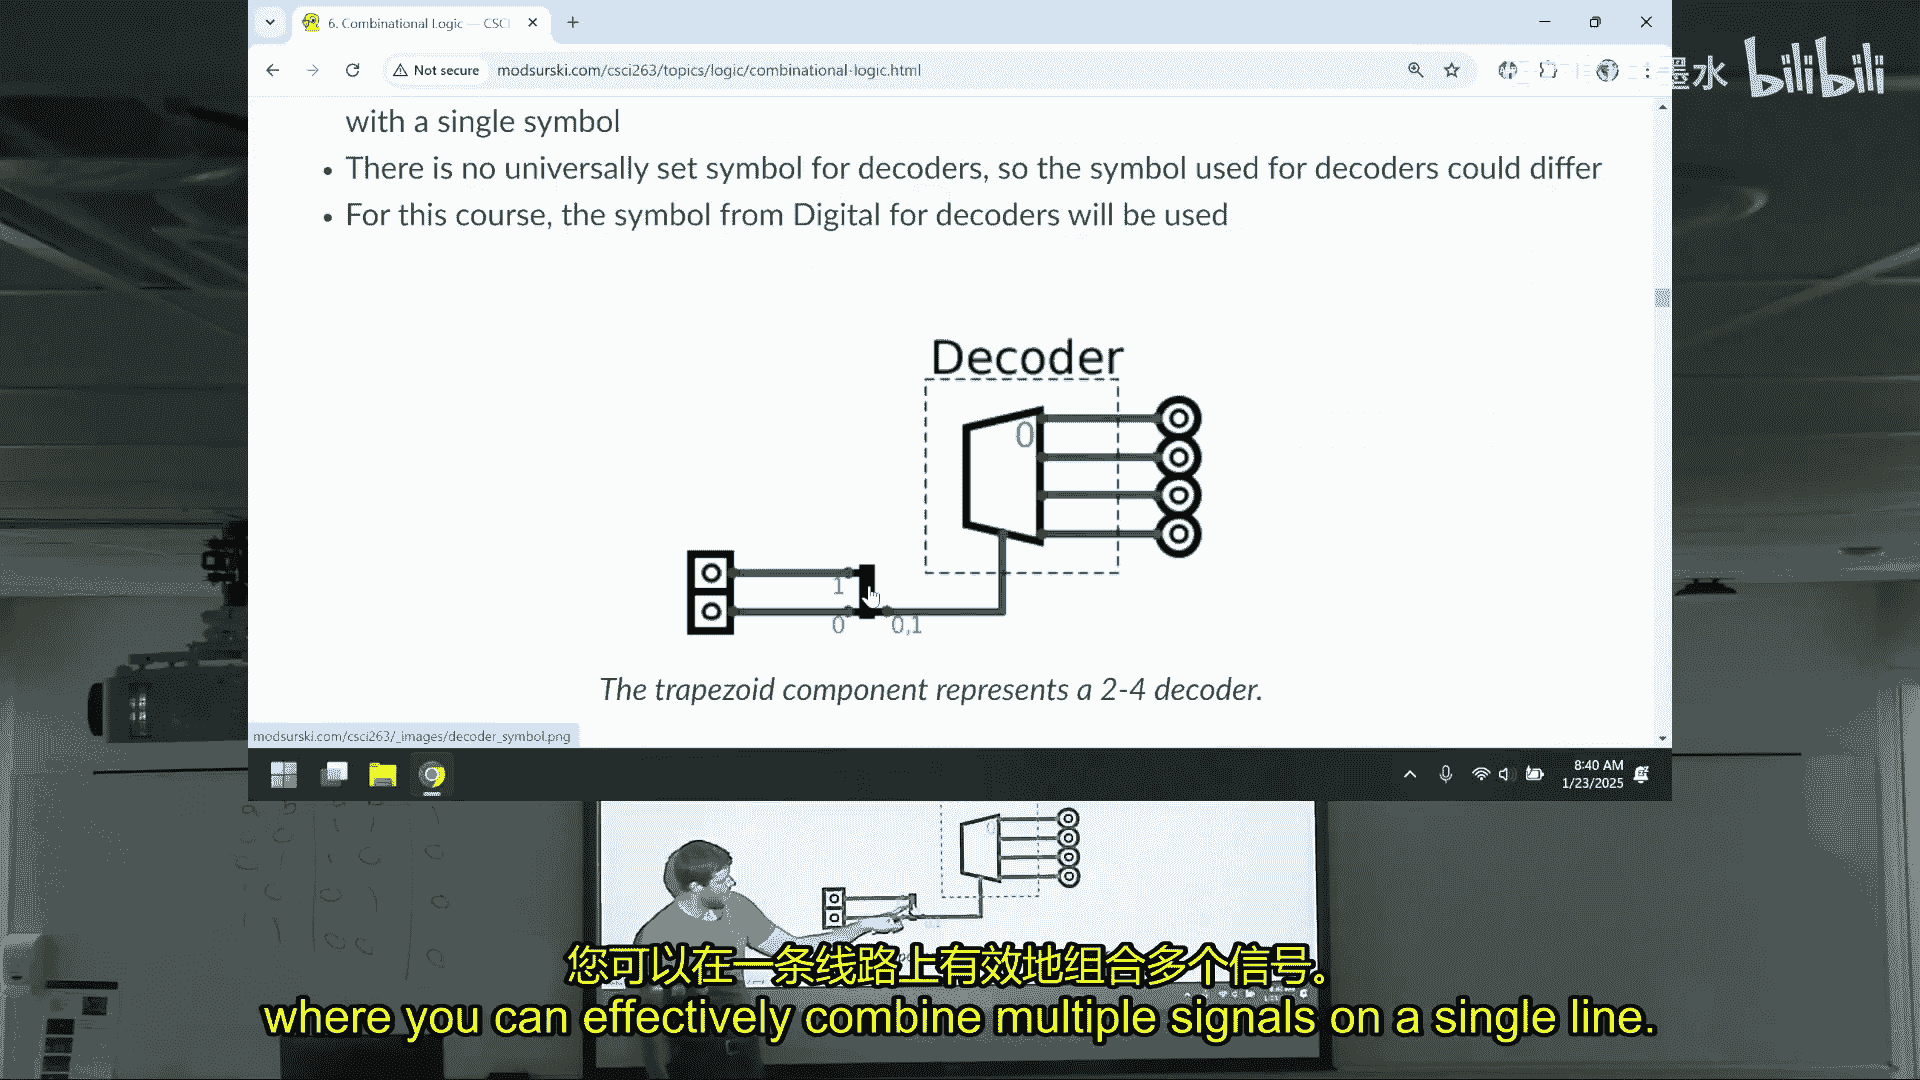 6. Combinational Logic — CSCI
Not secure
modsurski.com/csci263/topics/logic/combinational-logic.html
墨水 bilibili
with a single symbol
• There is no universally set symbol for decoders, so the symbol used for decoders could differ
• For this course, the symbol from Digital for decoders will be used
Decoder
0
1
0
0,1
The trapezoid component represents a 2-4 decoder.
modsurski.com/csci263/_images/decoder_symbol.png
8:40 AM
1/23/2025
您可以在一条线路上有效地组合多个信号。
where you can effectively combine multiple signals on a single line.